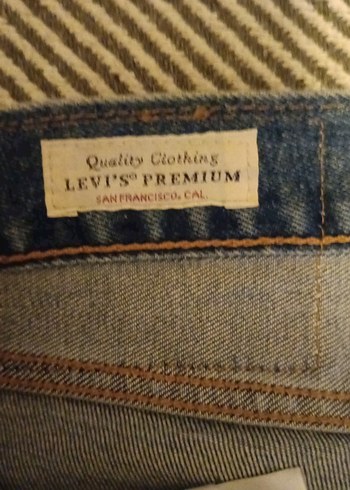 Quality Clothing
LEVI'S® PREMIUM
SAN FRANCISCO, CAL.